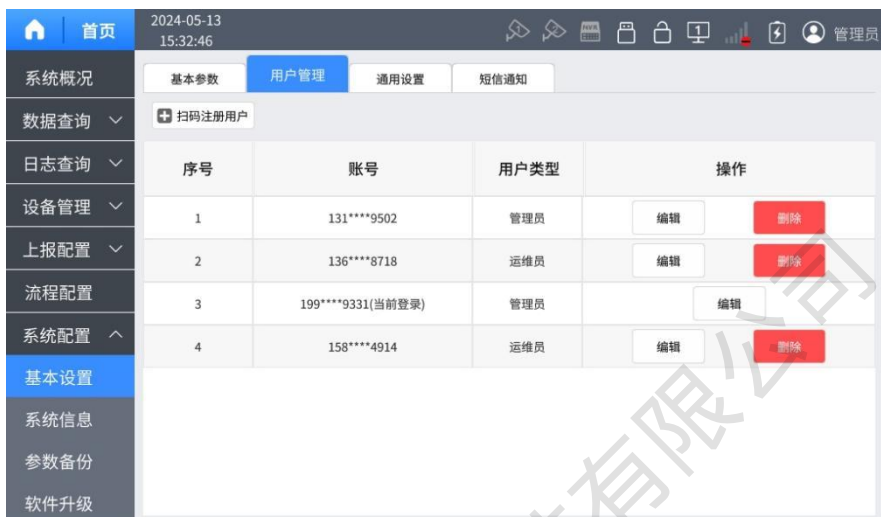 首页
2024-05-13
15:32:46
1
管理员
系统概况
数据查询
日志查询
设备管理
上报配置
流程配置
系统配置
基本设置
系统信息
参数备份
软件升级
基本参数 用户管理 通用设置 短信通知
扫码注册用户
序号 账号 用户类型 操作
1 131****9502 管理员 编辑 删除
2 136****8718 运维员 编辑 删除
3 199****9331(当前登录) 管理员 编辑
4 158****4914 运维员 编辑 删除
有限公司